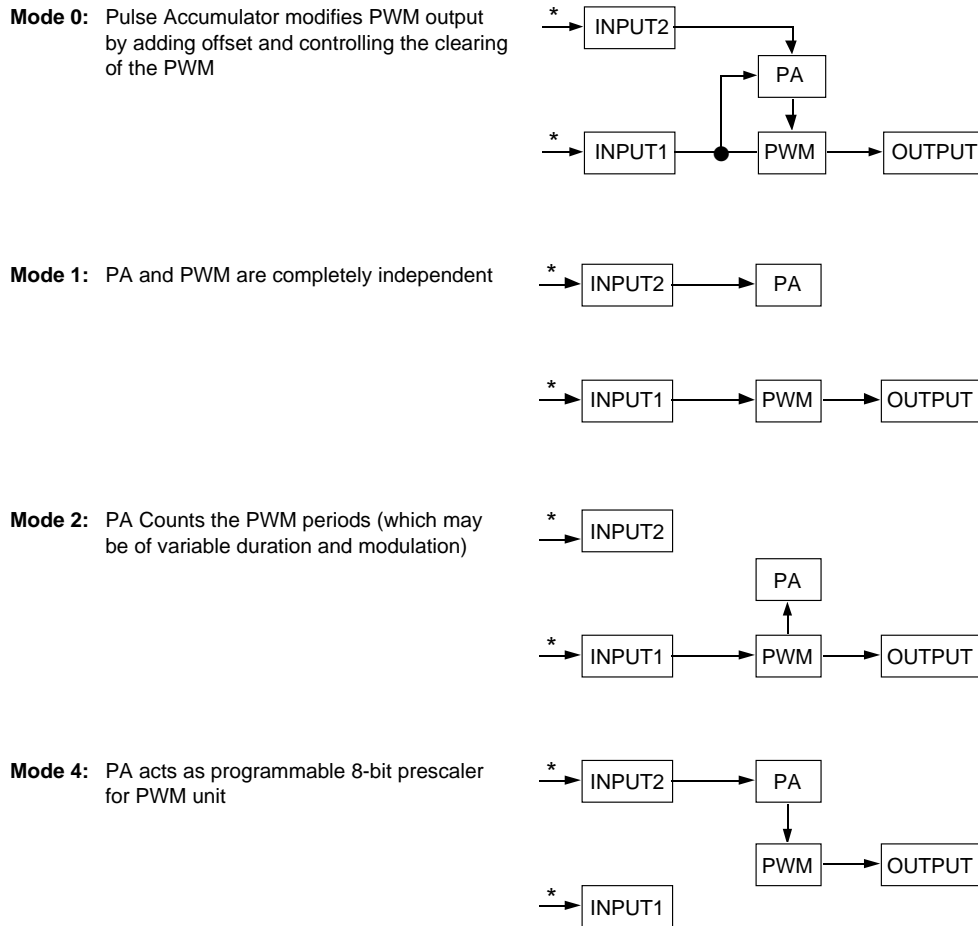 Mode 0: Pulse Accumulator modifies PWM output
by adding offset and controlling the clearing
of the PWM
* INPUT2
PA
* INPUT1 PWM OUTPUT
Mode 1: PA and PWM are completely independent
* INPUT2 PA
* INPUT1 PWM OUTPUT
Mode 2: PA Counts the PWM periods (which may
be of variable duration and modulation)
* INPUT2
PA
* INPUT1 PWM OUTPUT
Mode 4: PA acts as programmable 8-bit prescaler
for PWM unit
* INPUT2 PA
PWM OUTPUT
* INPUT1